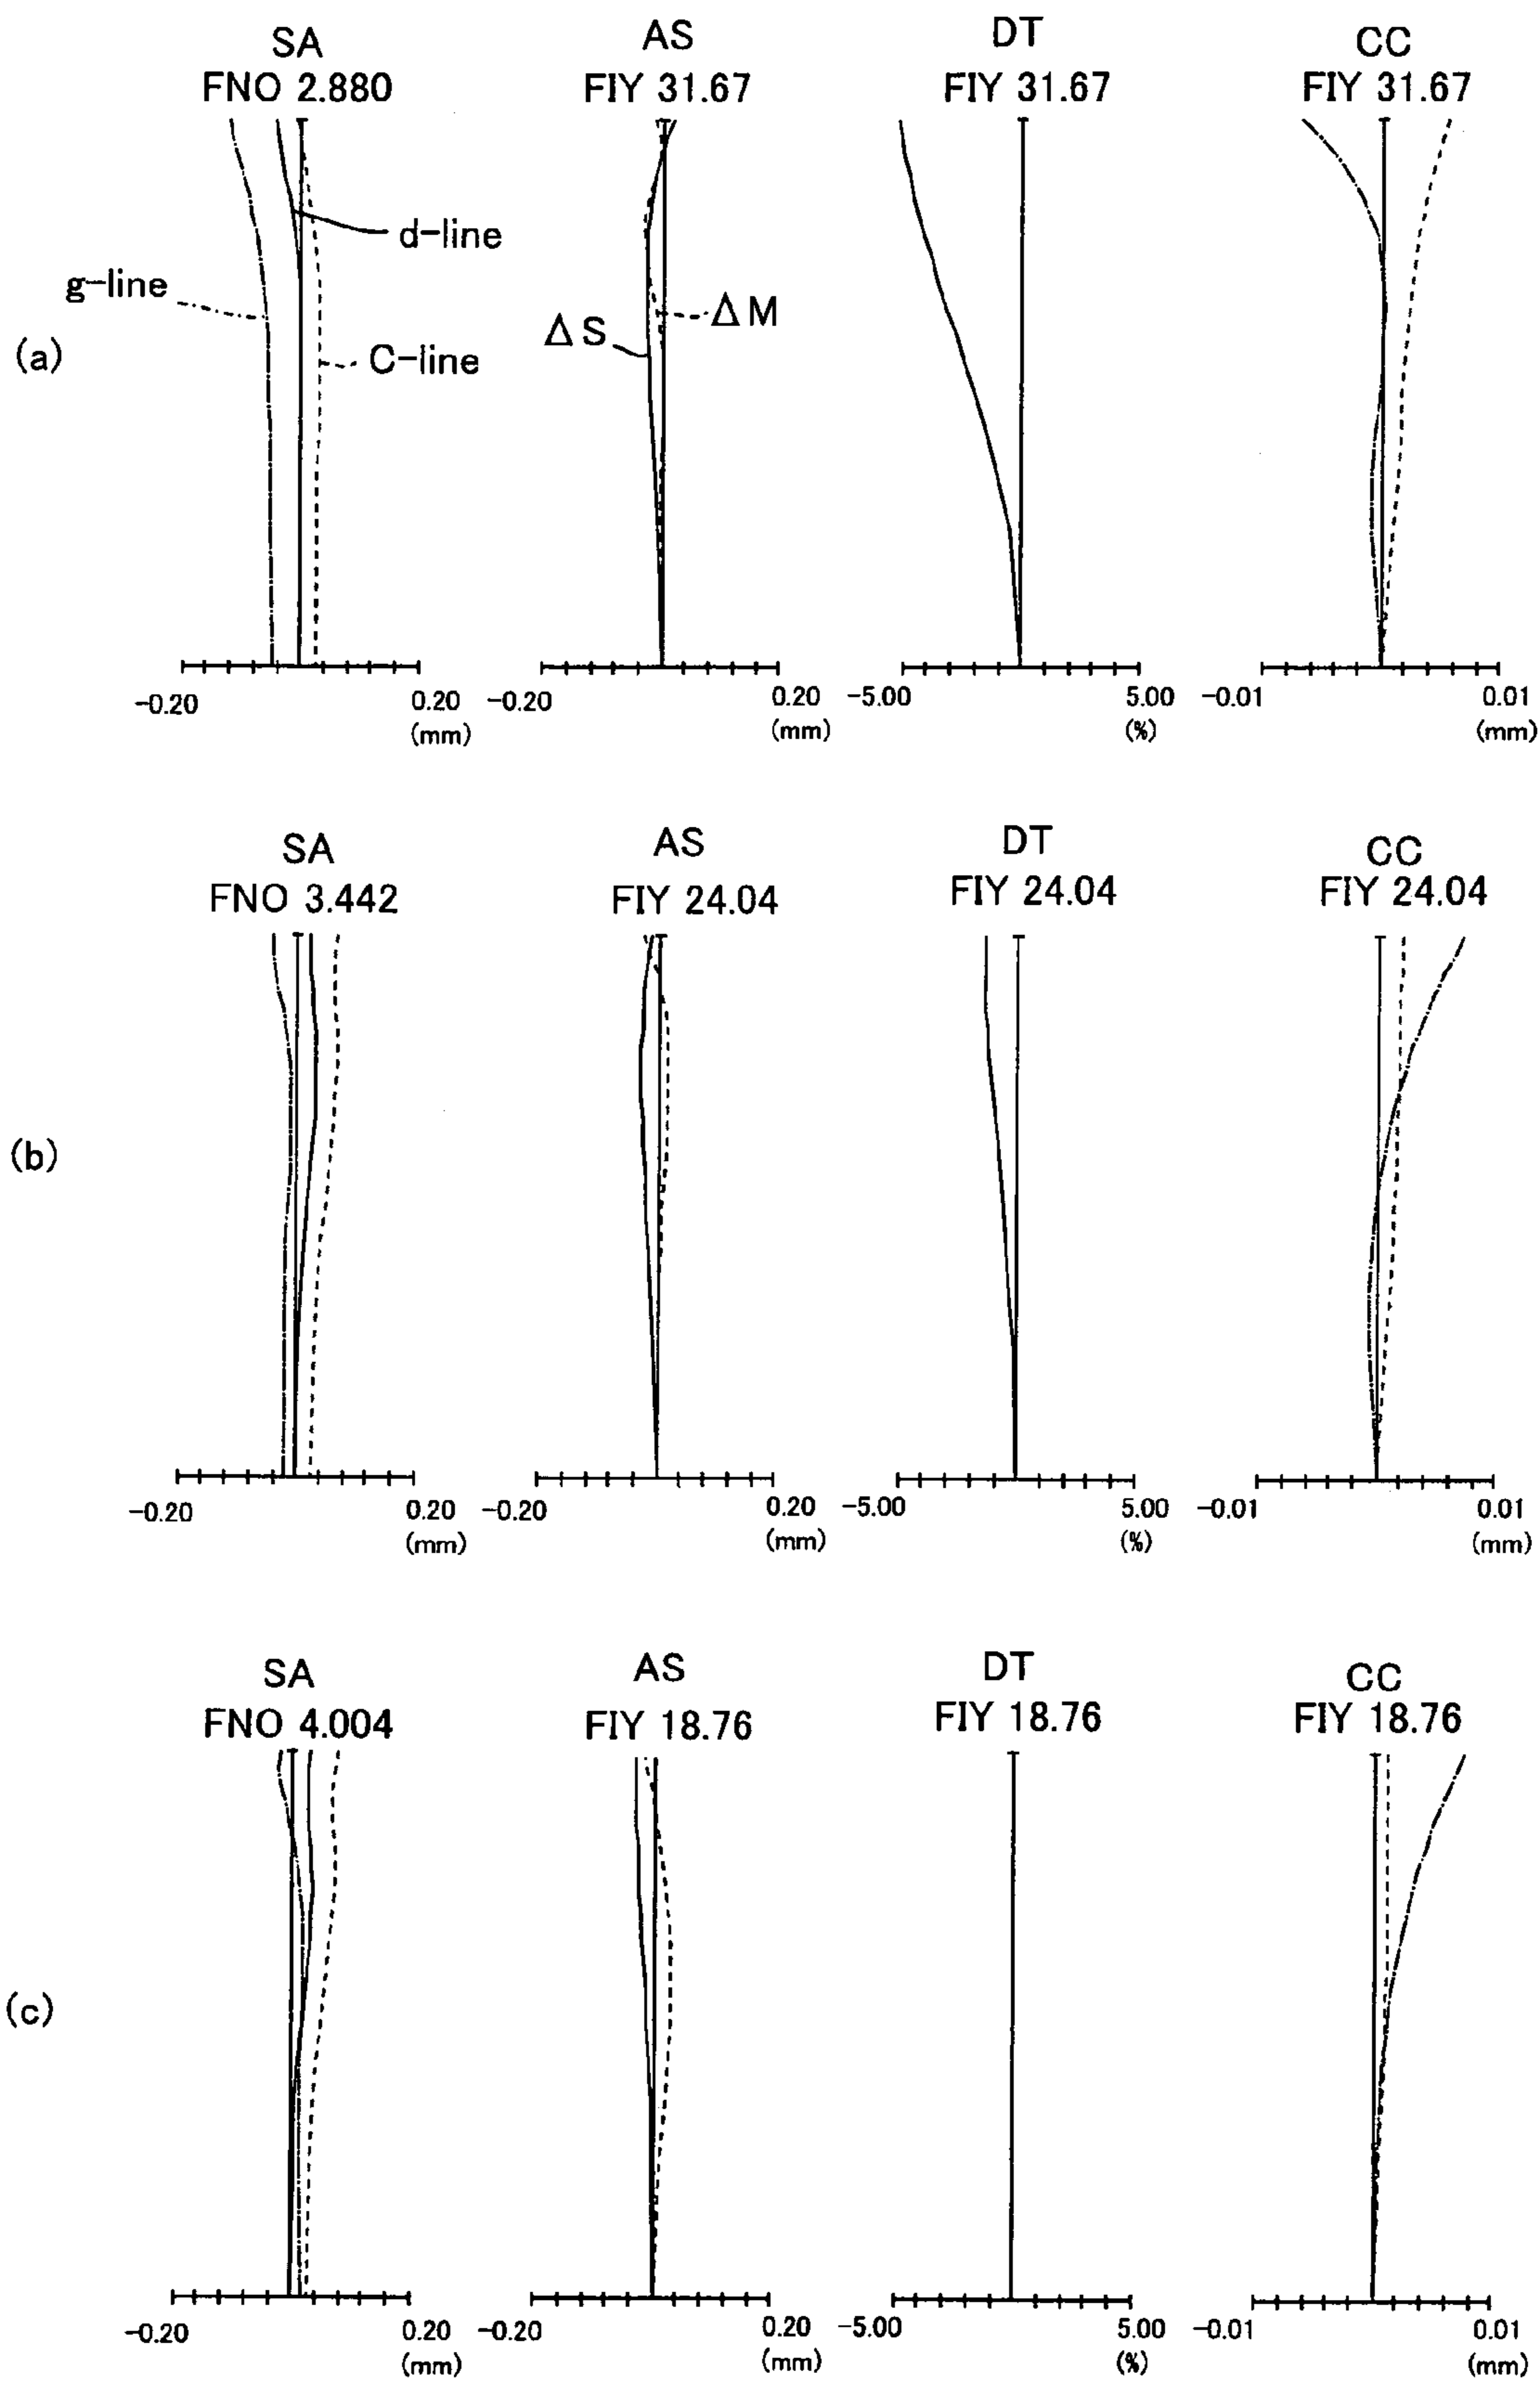 SA
FNO 2.880
AS
FIY 31.67
DT
FIY 31.67
CC
FIY 31.67
d-line
g-line
C-line
ΔS
ΔM
(a)
-0.20 0.20
(mm)
-0.20 0.20
(mm)
-5.00 5.00
(%)
-0.01 0.01
(mm)
SA
FNO 3.442
AS
FIY 24.04
DT
FIY 24.04
CC
FIY 24.04
(b)
-0.20 0.20
(mm)
-0.20 0.20
(mm)
-5.00 5.00
(%)
-0.01 0.01
(mm)
SA
FNO 4.004
AS
FIY 18.76
DT
FIY 18.76
CC
FIY 18.76
(c)
-0.20 0.20
(mm)
-0.20 0.20
(mm)
-5.00 5.00
(%)
-0.01 0.01
(mm)